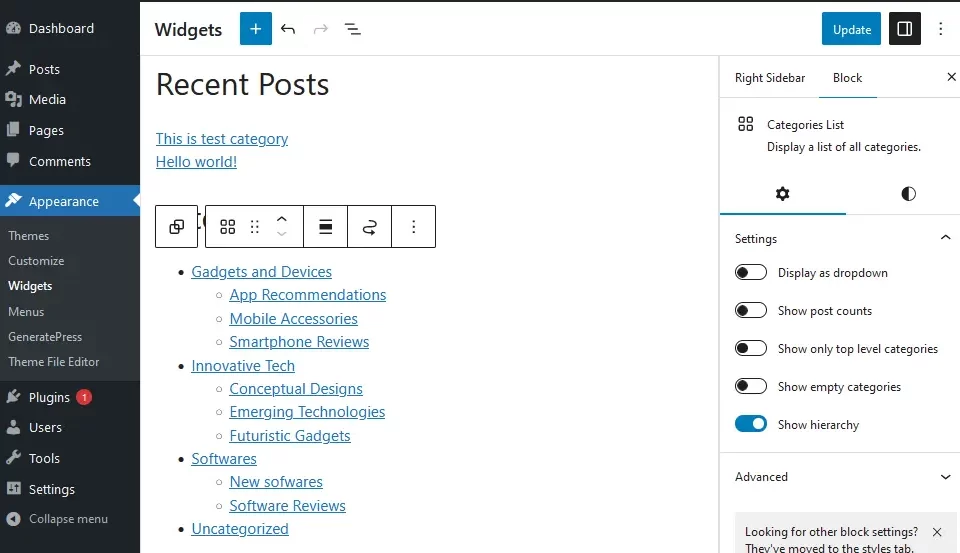 Dashboard
Posts
Media
Pages
Comments
Appearance
Themes
Customize
Widgets
Menus
GeneratePress
Theme File Editor
Plugins 1
Users
Tools
Settings
Collapse menu
Widgets
Update
Recent Posts
This is test category
Hello world!
Gadgets and Devices
App Recommendations
Mobile Accessories
Smartphone Reviews
Innovative Tech
Conceptual Designs
Emerging Technologies
Futuristic Gadgets
Softwares
New sofwares
Software Reviews
Uncategorized
Right Sidebar Block
Categories List
Display a list of all categories.
Settings
Display as dropdown
Show post counts
Show only top level categories
Show empty categories
Show hierarchy
Advanced
Looking for other block settings?
They've moved to the styles tab.